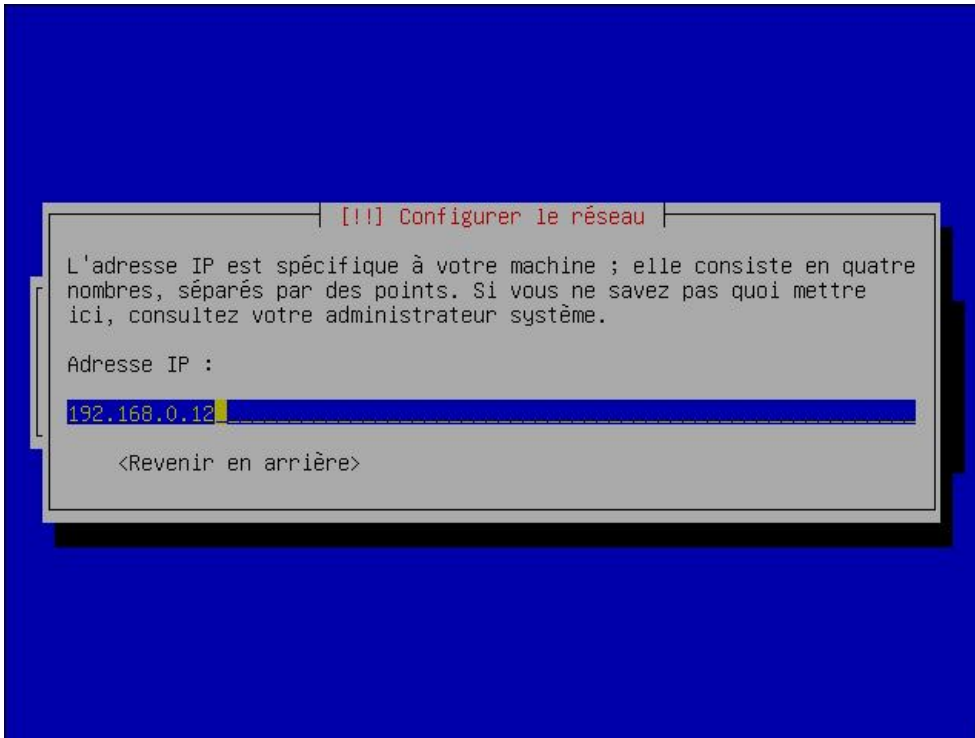 [!!] Configurer le réseau
L'adresse IP est spécifique à votre machine ; elle consiste en quatre
nombres, séparés par des points. Si vous ne savez pas quoi mettre
ici, consultez votre administrateur système.
Adresse IP :
192.168.0.12
<Revenir en arrière>